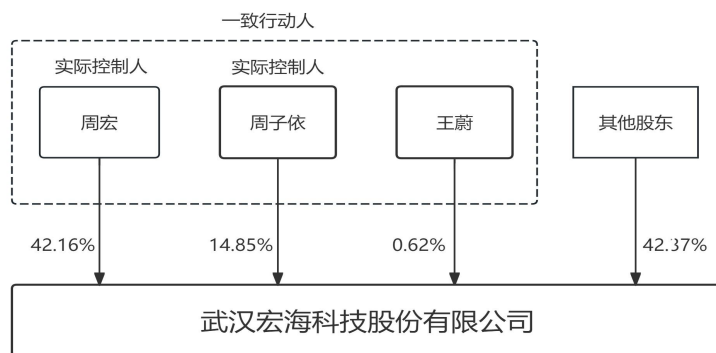 一致行动人
实际控制人 实际控制人
周宏 周子依 王蔚 其他股东
42.16% 14.85% 0.62% 42.37%
武汉宏海科技股份有限公司